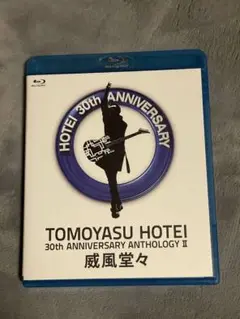 HOTEI 30th ANNIVERSARY
TOMOYASU HOTEI
30th ANNIVERSARY ANTHOLOGY II
威風堂々